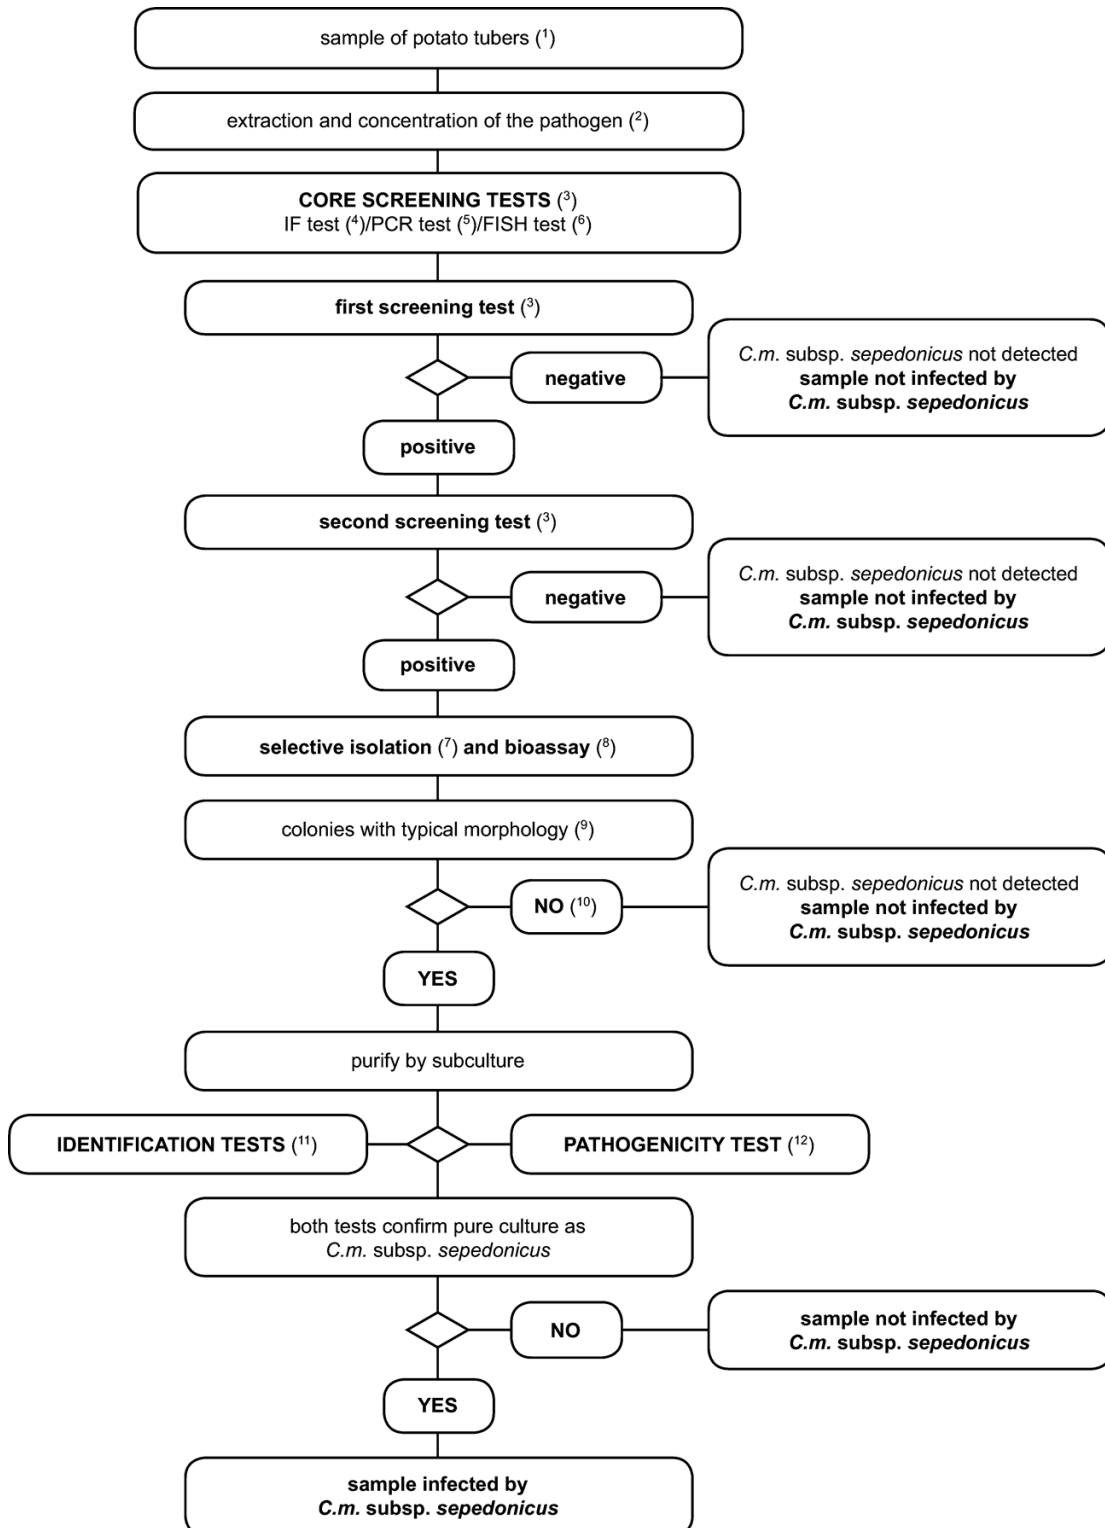 sample of potato tubers (¹)
extraction and concentration of the pathogen (²)
CORE SCREENING TESTS (³)
IF test (⁴)/PCR test (⁵)/FISH test (⁶)
first screening test (³)
negative
C.m. subsp. sepedonicus not detected
sample not infected by
C.m. subsp. sepedonicus
positive
second screening test (³)
negative
C.m. subsp. sepedonicus not detected
sample not infected by
C.m. subsp. sepedonicus
positive
selective isolation (⁷) and bioassay (⁸)
colonies with typical morphology (⁹)
NO (¹⁰)
C.m. subsp. sepedonicus not detected
sample not infected by
C.m. subsp. sepedonicus
YES
purify by subculture
IDENTIFICATION TESTS (¹¹)
PATHOGENICITY TEST (¹²)
both tests confirm pure culture as
C.m. subsp. sepedonicus
NO
sample not infected by
C.m. subsp. sepedonicus
YES
sample infected by
C.m. subsp. sepedonicus